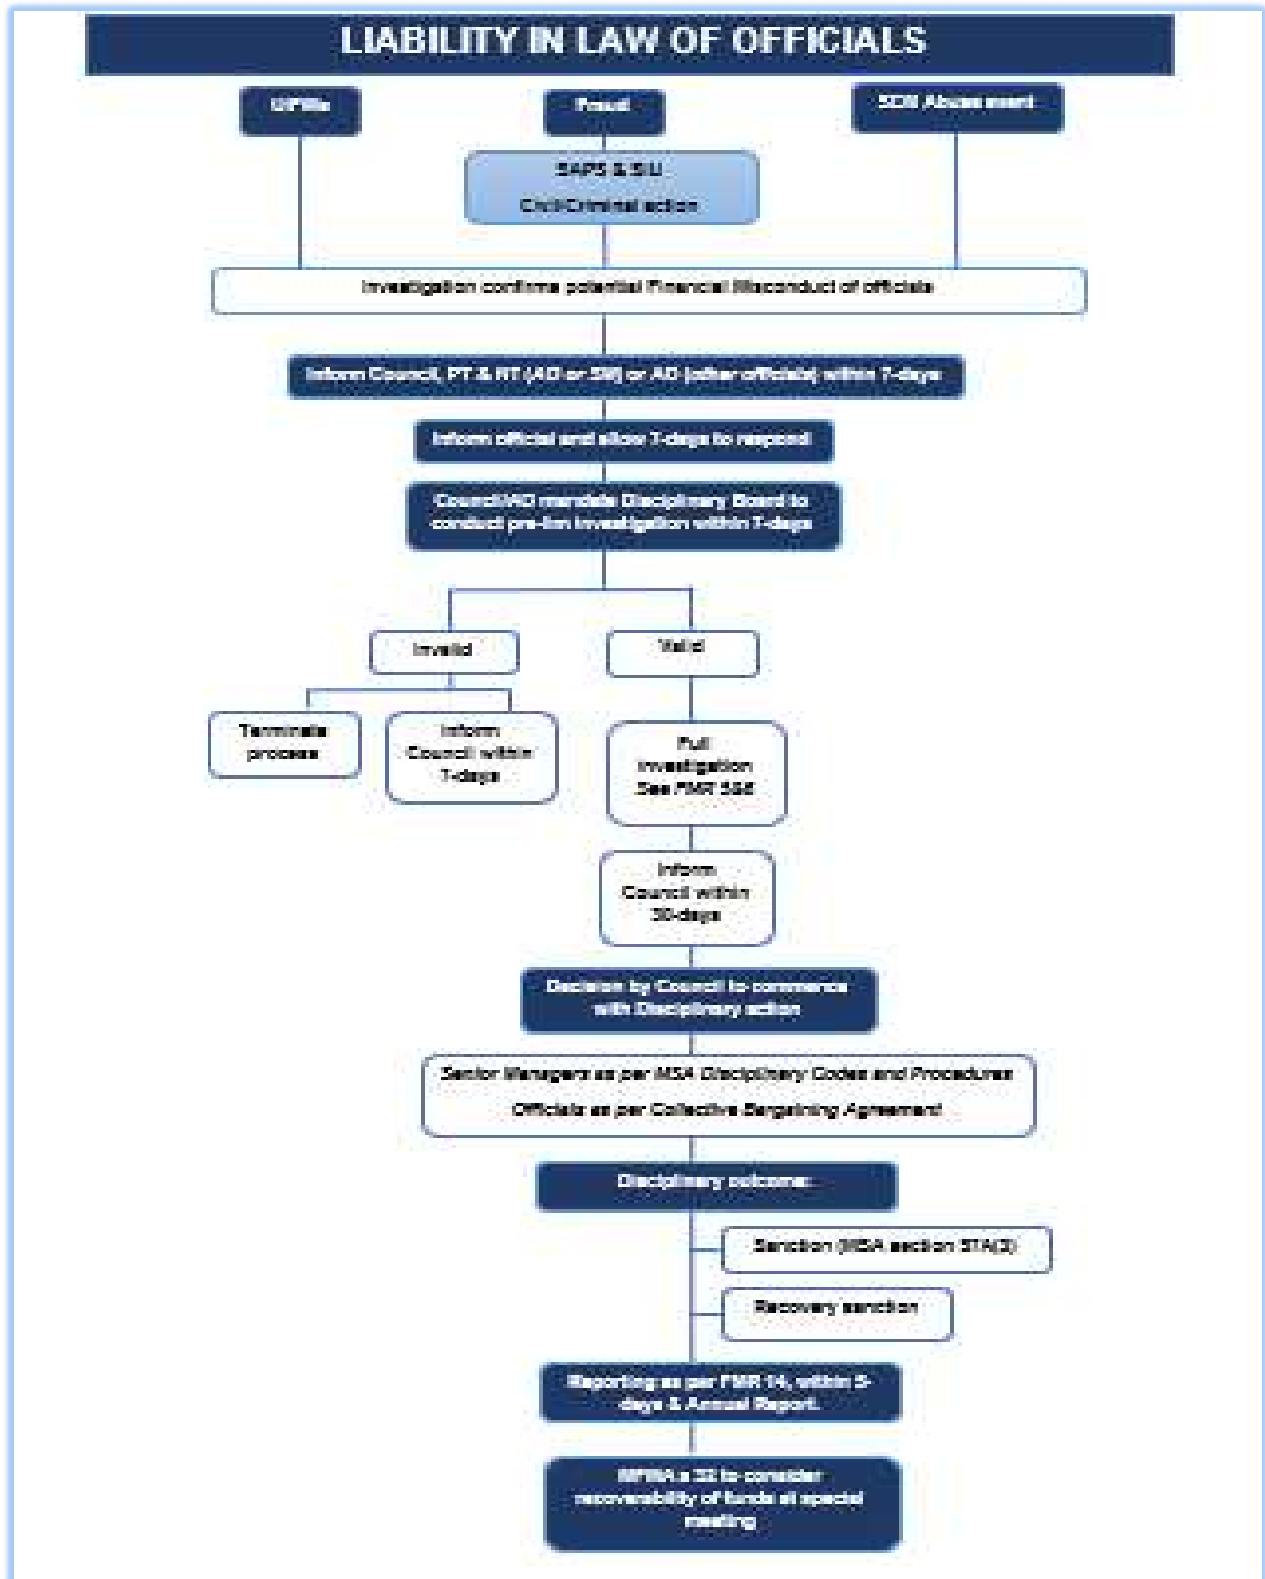 LIABILITY IN LAW OF OFFICIALS
Fraud
SAPS & SIU
Civil/Criminal action
Investigation confirms potential Financial Misconduct of officials
Inform Council, PT & NT (AO or SM) or AO (other officials) within 7-days
Inform official and allow 7-days to respond
Council/AO mandate Disciplinary Board to
conduct pre-lim investigation within 7-days
Invalid
Valid
Terminate
process
Inform
Council within
7-days
Full
investigation
See FMR 5&6
Inform
Council within
30-days
Decision by Council to commence
with Disciplinary action
Senior Managers as per MSA Disciplinary Codes and Procedures
Officials as per Collective Bargaining Agreement
Disciplinary outcome:
Sanction (MSA section 57A(3)
Recovery sanction
Reporting as per FMR 14, within 5-
days & Annual Report.
MFMA s 32 to consider
recoverability of funds at special
meeting